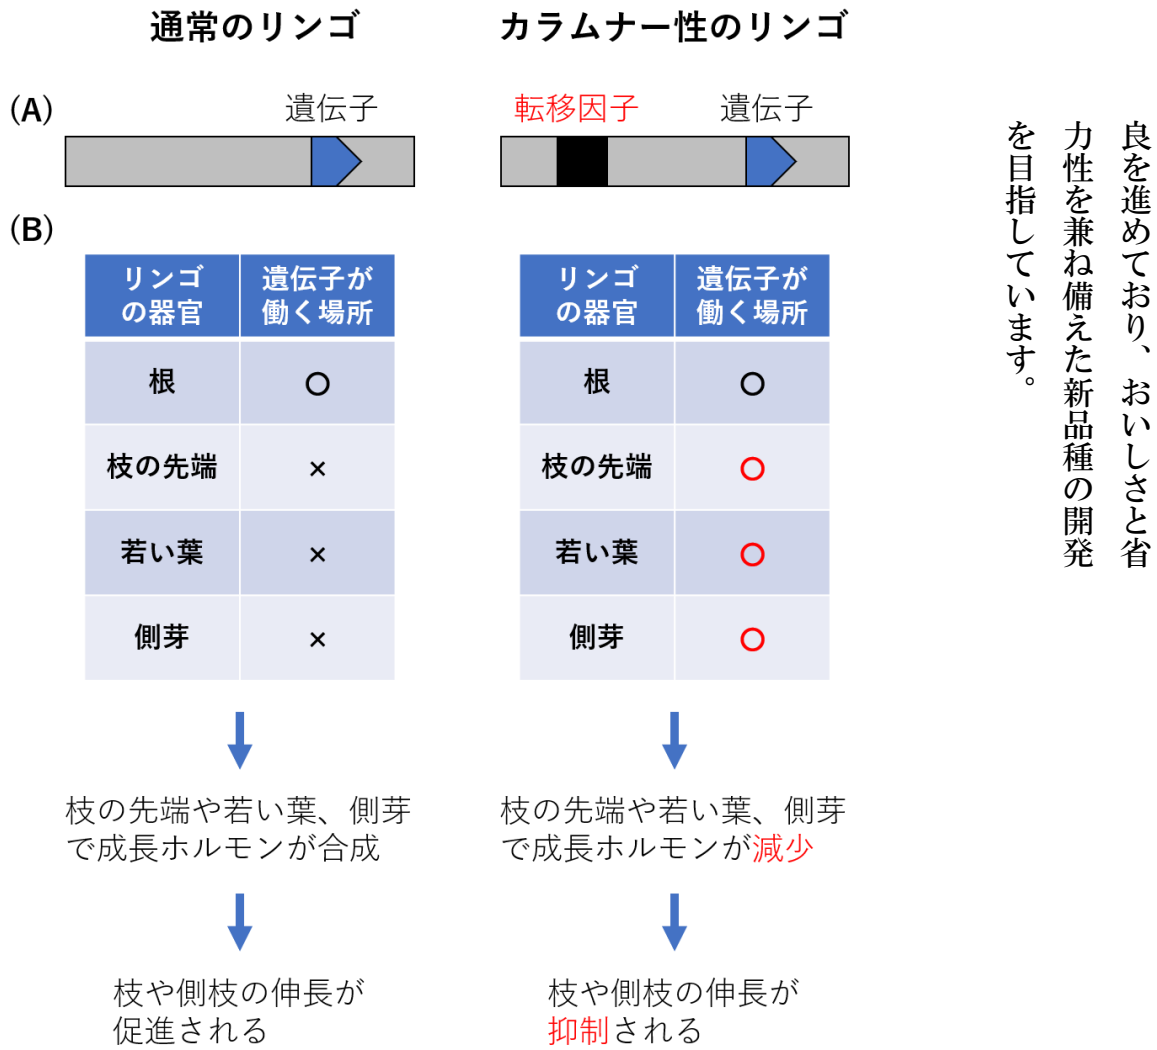 通常のリンゴ
カラムナー性のリンゴ
(A)
遺伝子
転移因子
遺伝子
(B)
リンゴ
の器官
遺伝子が
働く場所
根
○
枝の先端
×
若い葉
×
側芽
×
枝の先端や若い葉、側芽
で成長ホルモンが合成
枝や側枝の伸長が
促進される
リンゴ
の器官
遺伝子が
働く場所
根
○
枝の先端
○
若い葉
○
側芽
○
枝の先端や若い葉、側芽
で成長ホルモンが減少
枝や側枝の伸長が
抑制される
良を進めており、おいしさと省
力性を兼ね備えた新品種の開発
を目指しています。